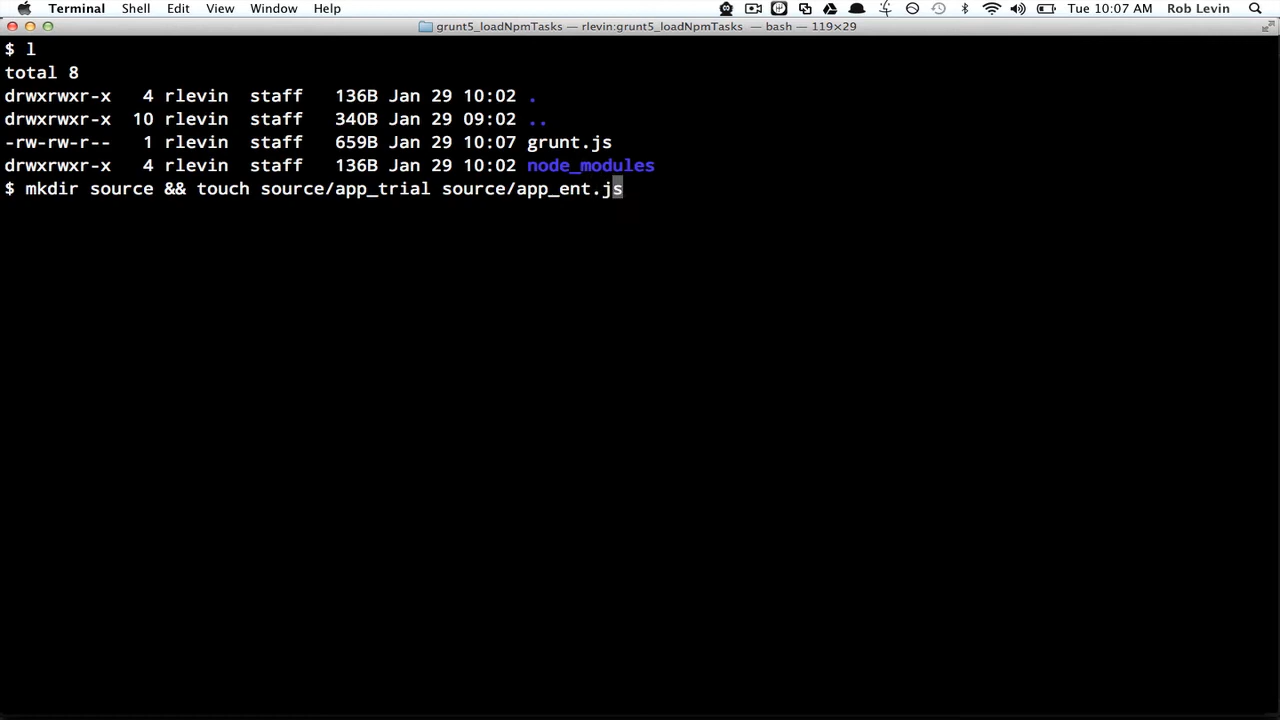 Terminal Shell Edit View Window Help Tue 10:07 AM Rob Levin
grunt5_loadNpmTasks — rlevin:grunt5_loadNpmTasks — bash — 119×29
$ l
total 8
drwxrwxr-x 4 rlevin staff 136B Jan 29 10:02 .
drwxrwxr-x 10 rlevin staff 340B Jan 29 09:02 ..
-rw-rw-r-- 1 rlevin staff 659B Jan 29 10:07 grunt.js
drwxrwxr-x 4 rlevin staff 136B Jan 29 10:02 node_modules
$ mkdir source && touch source/app_trial source/app_ent.js